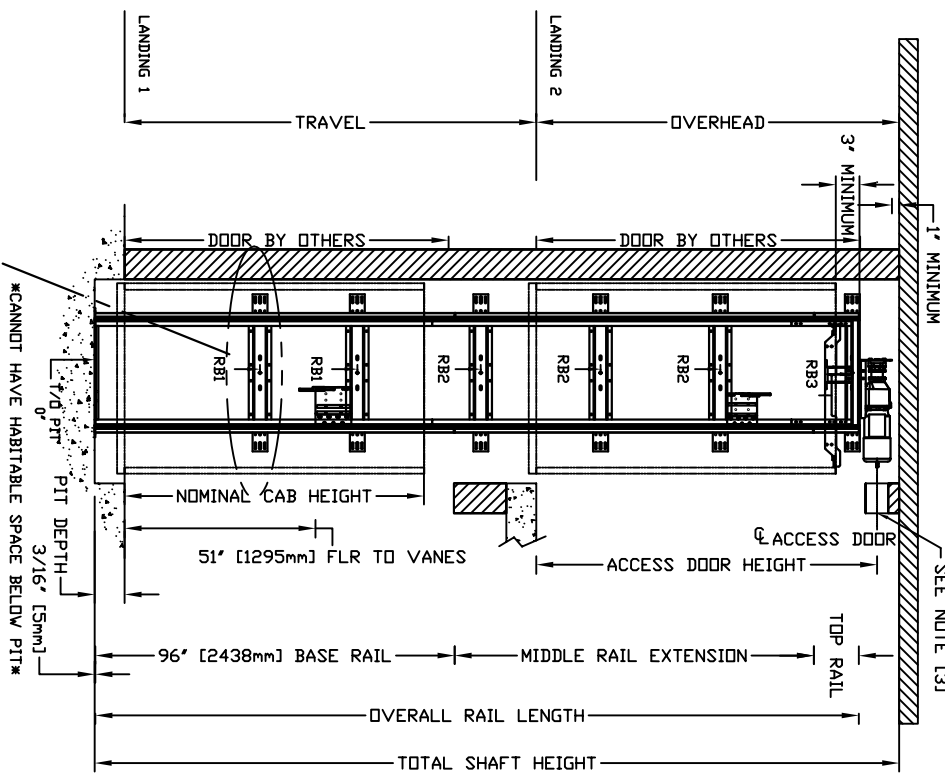 LANDING 1
LANDING 2
TRAVEL
OVERHEAD
3" MINIMUM
1" MINIMUM
DOOR BY OTHERS
DOOR BY OTHERS
RB1
RB1
RB2
RB2
RB2
RB3
T/O PIT
0"
NOMINAL CAB HEIGHT
51" [1295mm] FLR TO VANES
℄ ACCESS DOOR
ACCESS DOOR HEIGHT
SEE NOTE [3]
PIT DEPTH
3/16" [5mm]
*CANNOT HAVE HABITABLE SPACE BELOW PIT*
96" [2438mm] BASE RAIL
MIDDLE RAIL EXTENSION
TOP RAIL
OVERALL RAIL LENGTH
TOTAL SHAFT HEIGHT